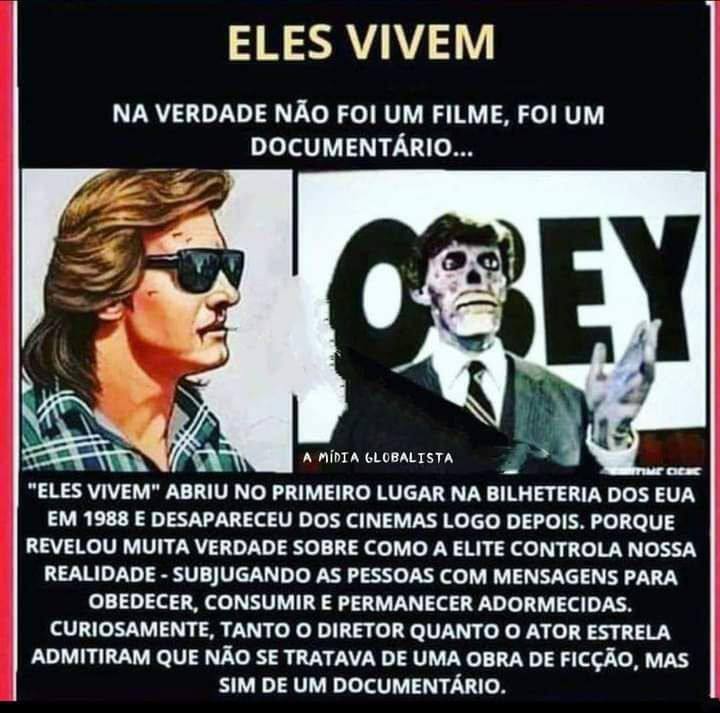 ELES VIVEM
NA VERDADE NÃO FOI UM FILME, FOI UM
DOCUMENTÁRIO...
OBEY
A MÍDIA GLOBALISTA
"ELES VIVEM" ABRIU NO PRIMEIRO LUGAR NA BILHETERIA DOS EUA
EM 1988 E DESAPARECEU DOS CINEMAS LOGO DEPOIS. PORQUE
REVELOU MUITA VERDADE SOBRE COMO A ELITE CONTROLA NOSSA
REALIDADE - SUBJUGANDO AS PESSOAS COM MENSAGENS PARA
OBEDECER, CONSUMIR E PERMANECER ADORMECIDAS.
CURIOSAMENTE, TANTO O DIRETOR QUANTO O ATOR ESTRELA
ADMITIRAM QUE NÃO SE TRATAVA DE UMA OBRA DE FICÇÃO, MAS
SIM DE UM DOCUMENTÁRIO.